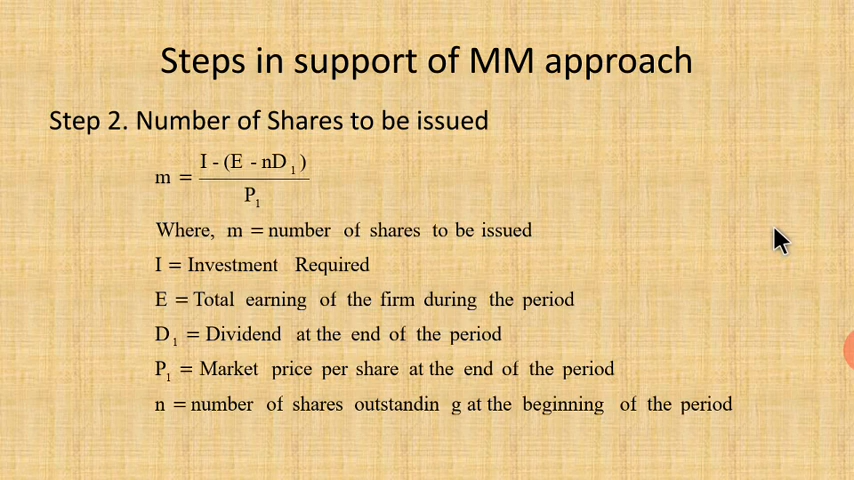 Steps in support of MM approach
Step 2. Number of Shares to be issued
m = I - (E - nD₁) / P₁
Where, m = number of shares to be issued
I = Investment Required
E = Total earning of the firm during the period
D₁ = Dividend at the end of the period
P₁ = Market price per share at the end of the period
n = number of shares outstandin g at the beginning of the period